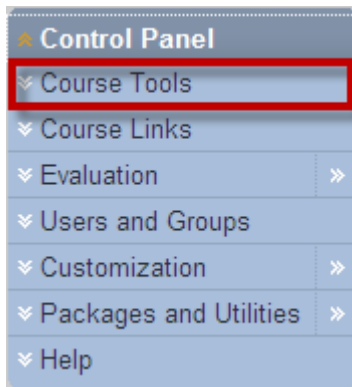 Control Panel
Course Tools
Course Links
Evaluation
Users and Groups
Customization
Packages and Utilities
Help